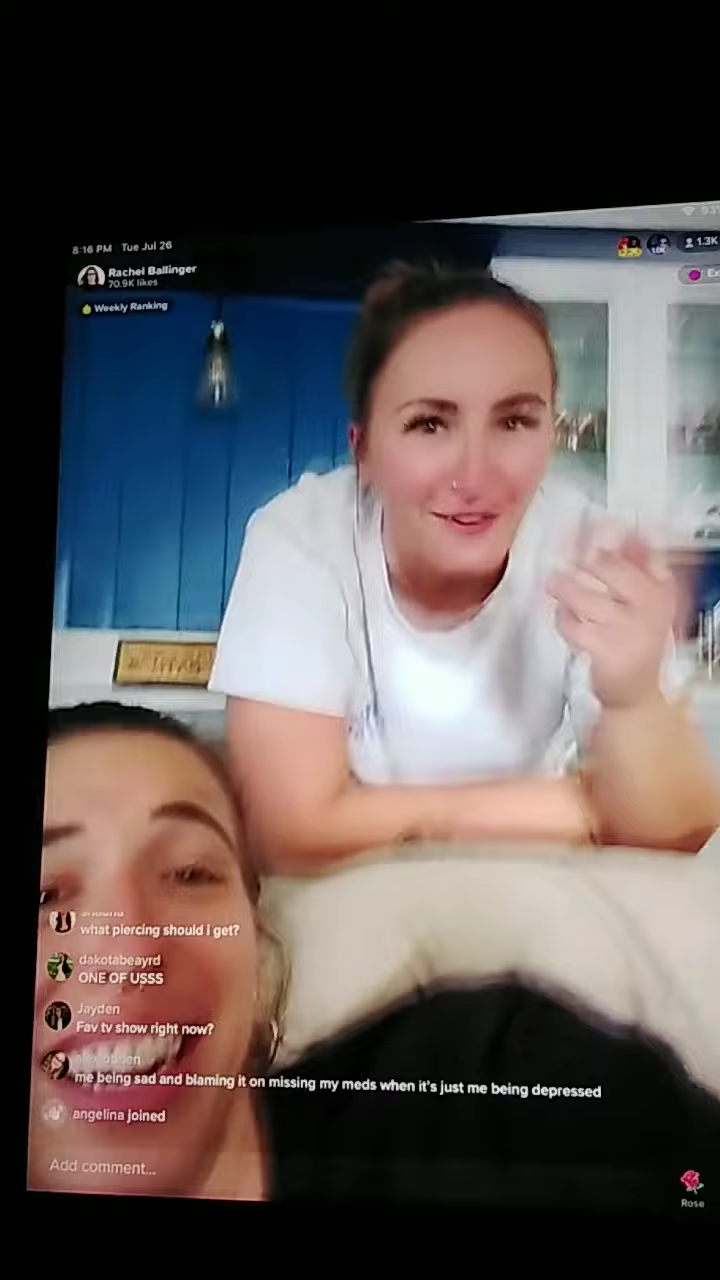 8:16 PM Tue Jul 26
93
1.3K
Rachel Ballinger
70.9K likes
Ex
Weekly Ranking
what piercing should i get?
dakotabeayrd
ONE OF USSS
Jayden
Fav tv show right now?
me being sad and blaming it on missing my meds when it's just me being depressed
angelina joined
Add comment...
Rose